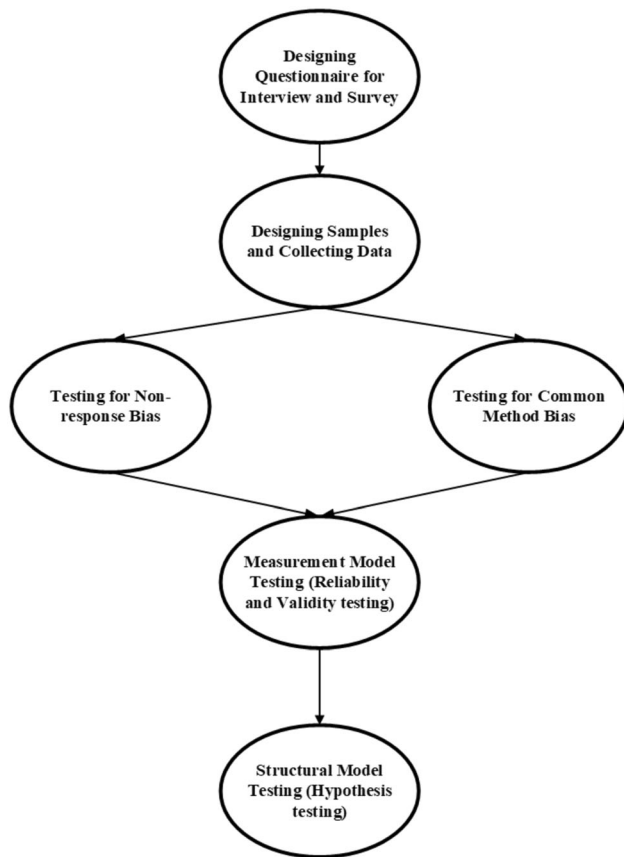 Designing
Questionnaire for
Interview and Survey
Designing Samples
and Collecting Data
Testing for Non-
response Bias
Testing for Common
Method Bias
Measurement Model
Testing (Reliability
and Validity testing)
Structural Model
Testing (Hypothesis
testing)